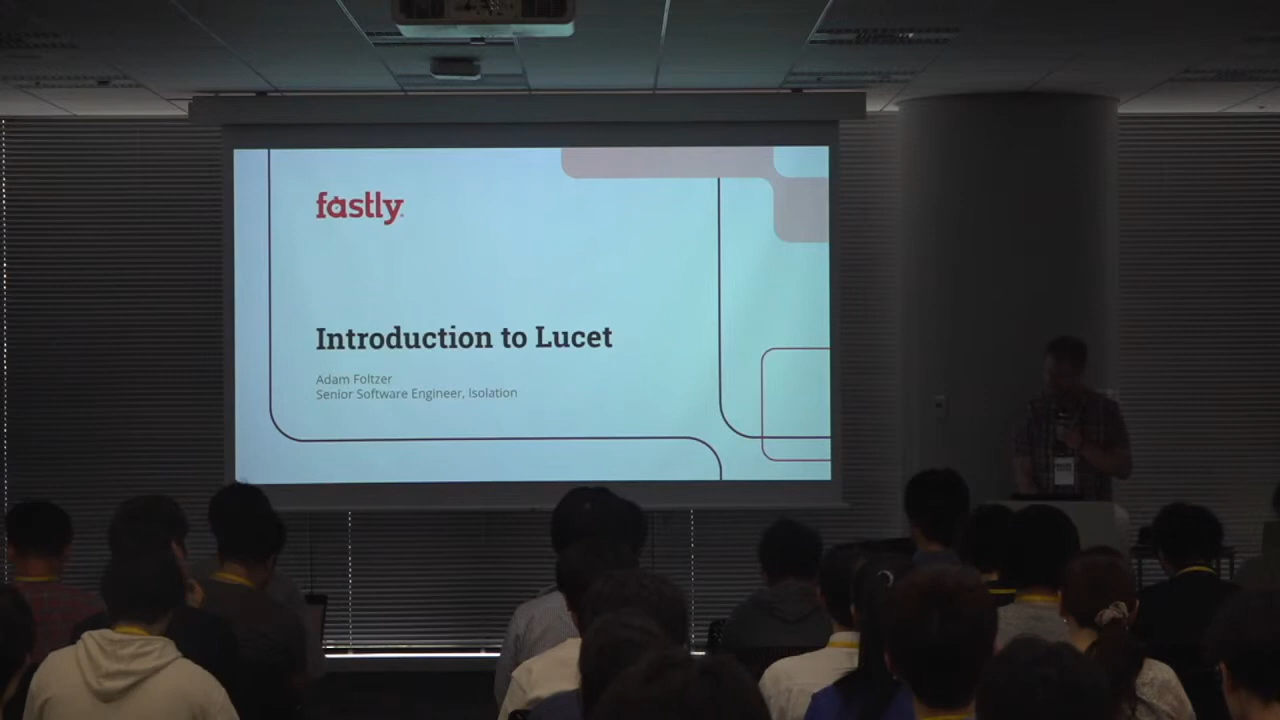 fastly
Introduction to Lucet
Adam Foltzer
Senior Software Engineer, Isolation